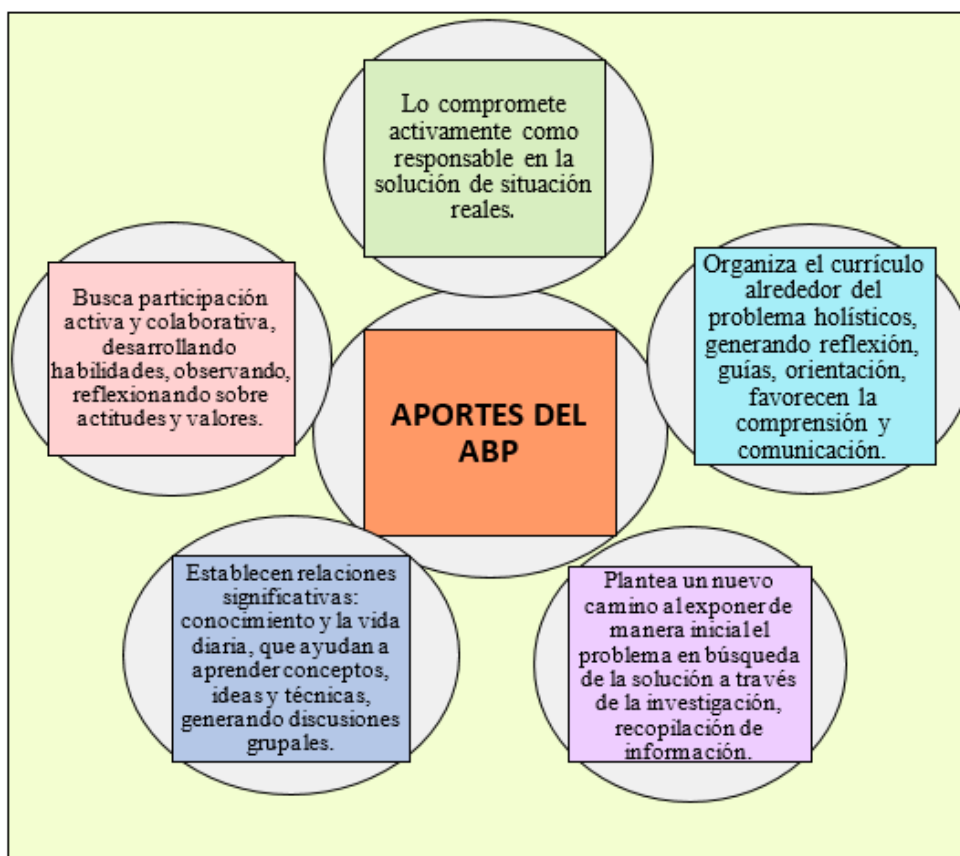 Lo compromete
activamente como
responsable en la
solución de situación
reales.
Busca participación
activa y colaborativa,
desarrollando
habilidades, observando,
reflexionando sobre
actitudes y valores.
APORTES DEL
ABP
Organiza el currículo
alrededor del
problema holísticos,
generando reflexión,
guías, orientación,
favorecen la
comprensión y
comunicación.
Establecen relaciones
significativas:
conocimiento y la vida
diaria, que ayudan a
aprender conceptos,
ideas y técnicas,
generando discusiones
grupales.
Plantea un nuevo
camino al exponer de
manera inicial el
problema en búsqueda
de la solución a través
de la investigación,
recopilación de
información.